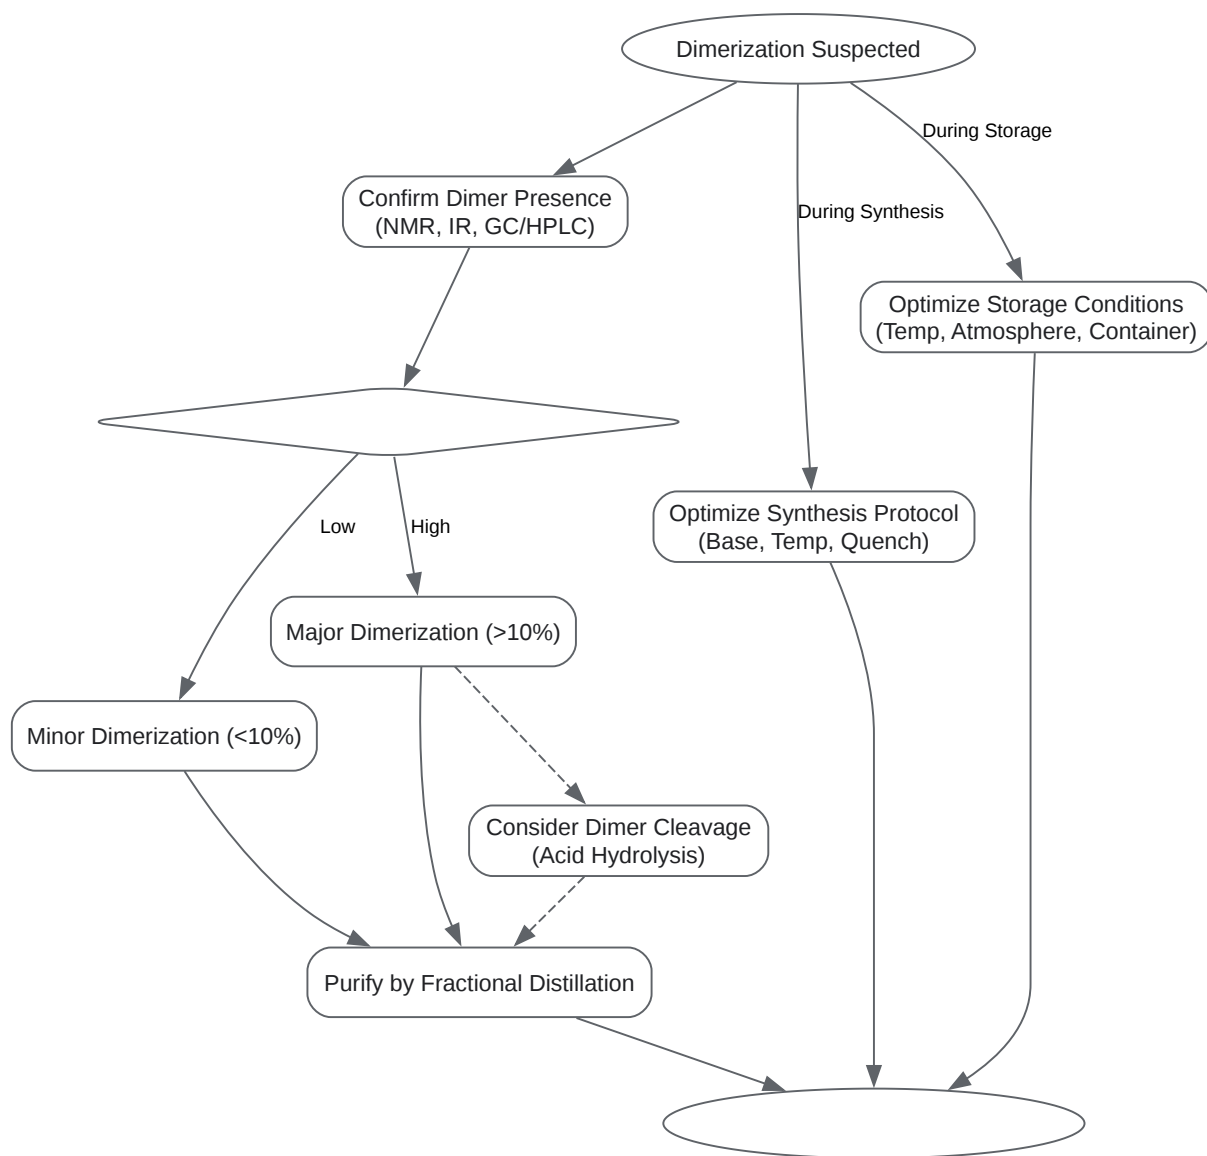 Dimerization Suspected
During Storage
Confirm Dimer Presence
(NMR, IR, GC/HPLC)
During Synthesis
Optimize Storage Conditions
(Temp, Atmosphere, Container)
Low
High
Optimize Synthesis Protocol
(Base, Temp, Quench)
Major Dimerization (>10%)
Minor Dimerization (<10%)
Consider Dimer Cleavage
(Acid Hydrolysis)
Purify by Fractional Distillation